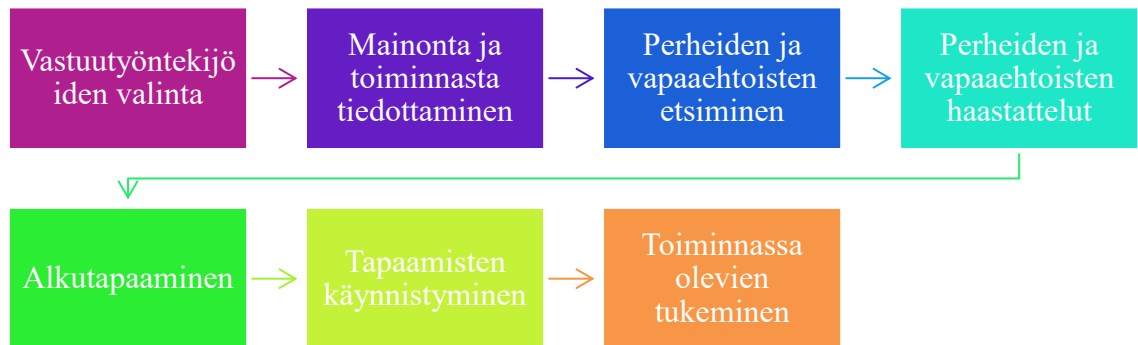 Vastuutyöntekijö
iden valinta
Mainonta ja
toiminnasta
tiedottaminen
Perheiden ja
vapaaehtoisten
etsiminen
Perheiden ja
vapaaehtoisten
haastattelut
Alkutapaaminen
Tapaamisten
käynnistyminen
Toiminnassa
olevien
tukeminen